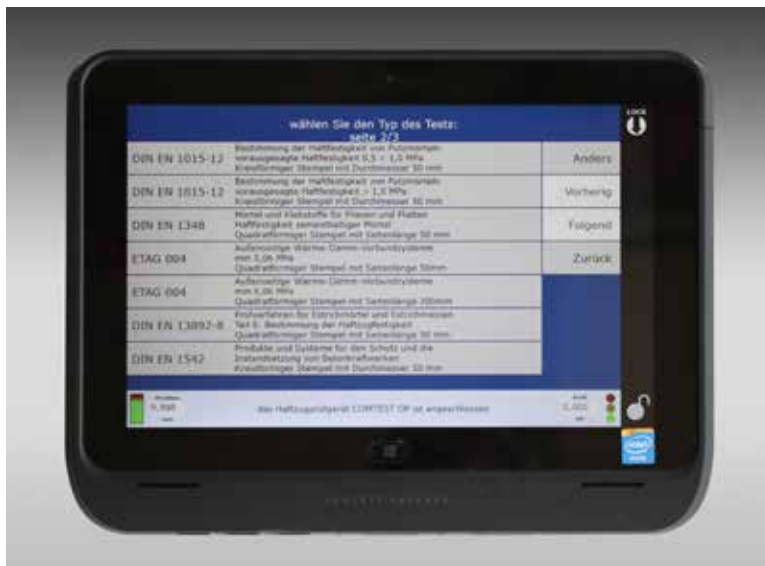 LOCK
wählen Sie den Typ des Tests:
seite 2/3
DIN EN 1015-12
Bestimmung der Haftfestigkeit von Putzmörteln
vorausgesagte Haftfestigkeit 0,5 ÷ 1,0 MPa
Kreisförmiger Stempel mit Durchmesser 50 mm
Anders
DIN EN 1015-12
Bestimmung der Haftfestigkeit von Putzmörteln
vorausgesagte Haftfestigkeit > 1,0 MPa
Kreisförmiger Stempel mit Durchmesser 50 mm
Vorherig
DIN EN 1348
Mörtel und Klebstoffe für Fliesen und Platten
Haftfestigkeit zementhaltiger Mörtel
Quadratförmiger Stempel mit Seitenlänge 50 mm
Folgend
ETAG 004
Außenseitige Wärme-Dämm-Verbundsysteme
min 0,06 MPa
Quadratförmiger Stempel mit Seitenlänge 50mm
Zurück
ETAG 004
Außenseitige Wärme-Dämm-Verbundsysteme
min 0,06 MPa
Quadratförmiger Stempel mit Seitenlänge 200mm
DIN EN 13892-8
Prüfverfahren für Estrichmörtel und Estrichmassen
Teil 8: Bestimmung der Haftzugfestigkeit
Quadratförmiger Stempel mit Seitenlänge 50 mm
DIN EN 1542
Produkte und Systeme für den Schutz und die
Instandsetzung von Betonkraftwerken
Kreisförmiger Stempel mit Durchmesser 50 mm
das Haftzugprüfgerät COMTEST OP ist angeschlossen
0,000
intel